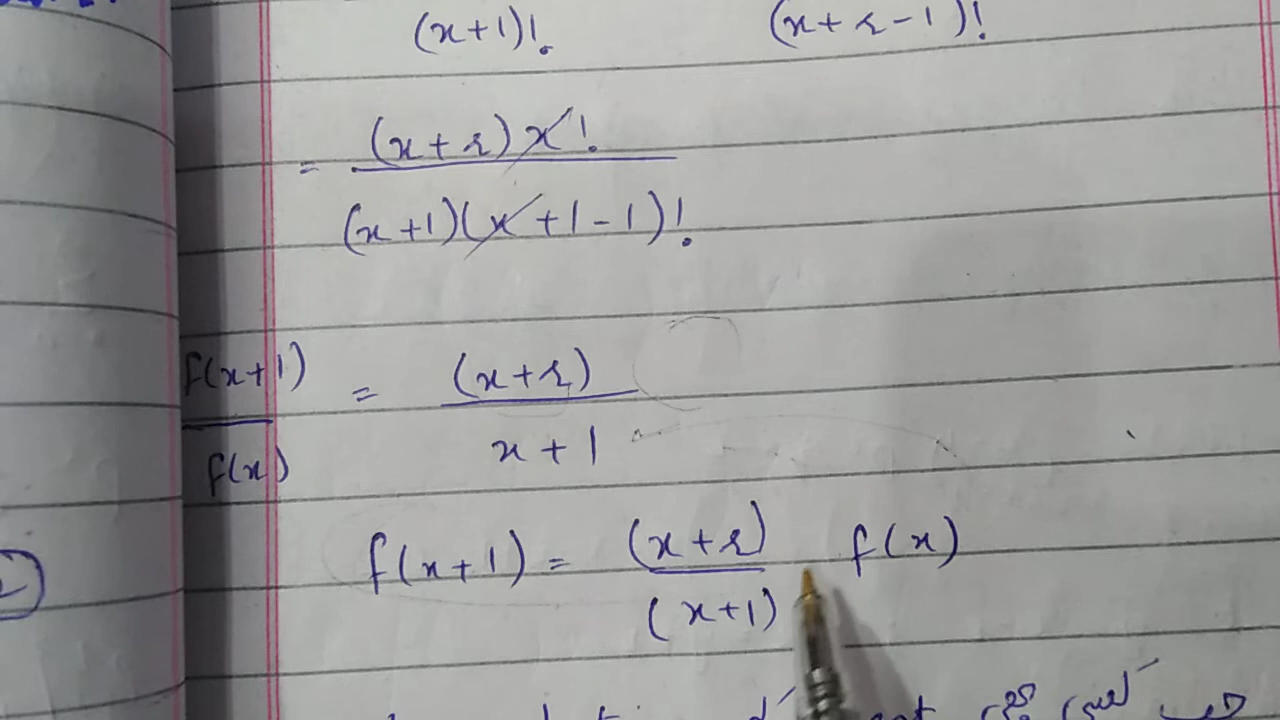 (x+1)! (x+r-1)!
= (x+r) x!
(x+1)(x+1-1)!
f(x+1) = (x+r)
f(x) x+1
f(x+1) = (x+r) f(x)
(x+1)